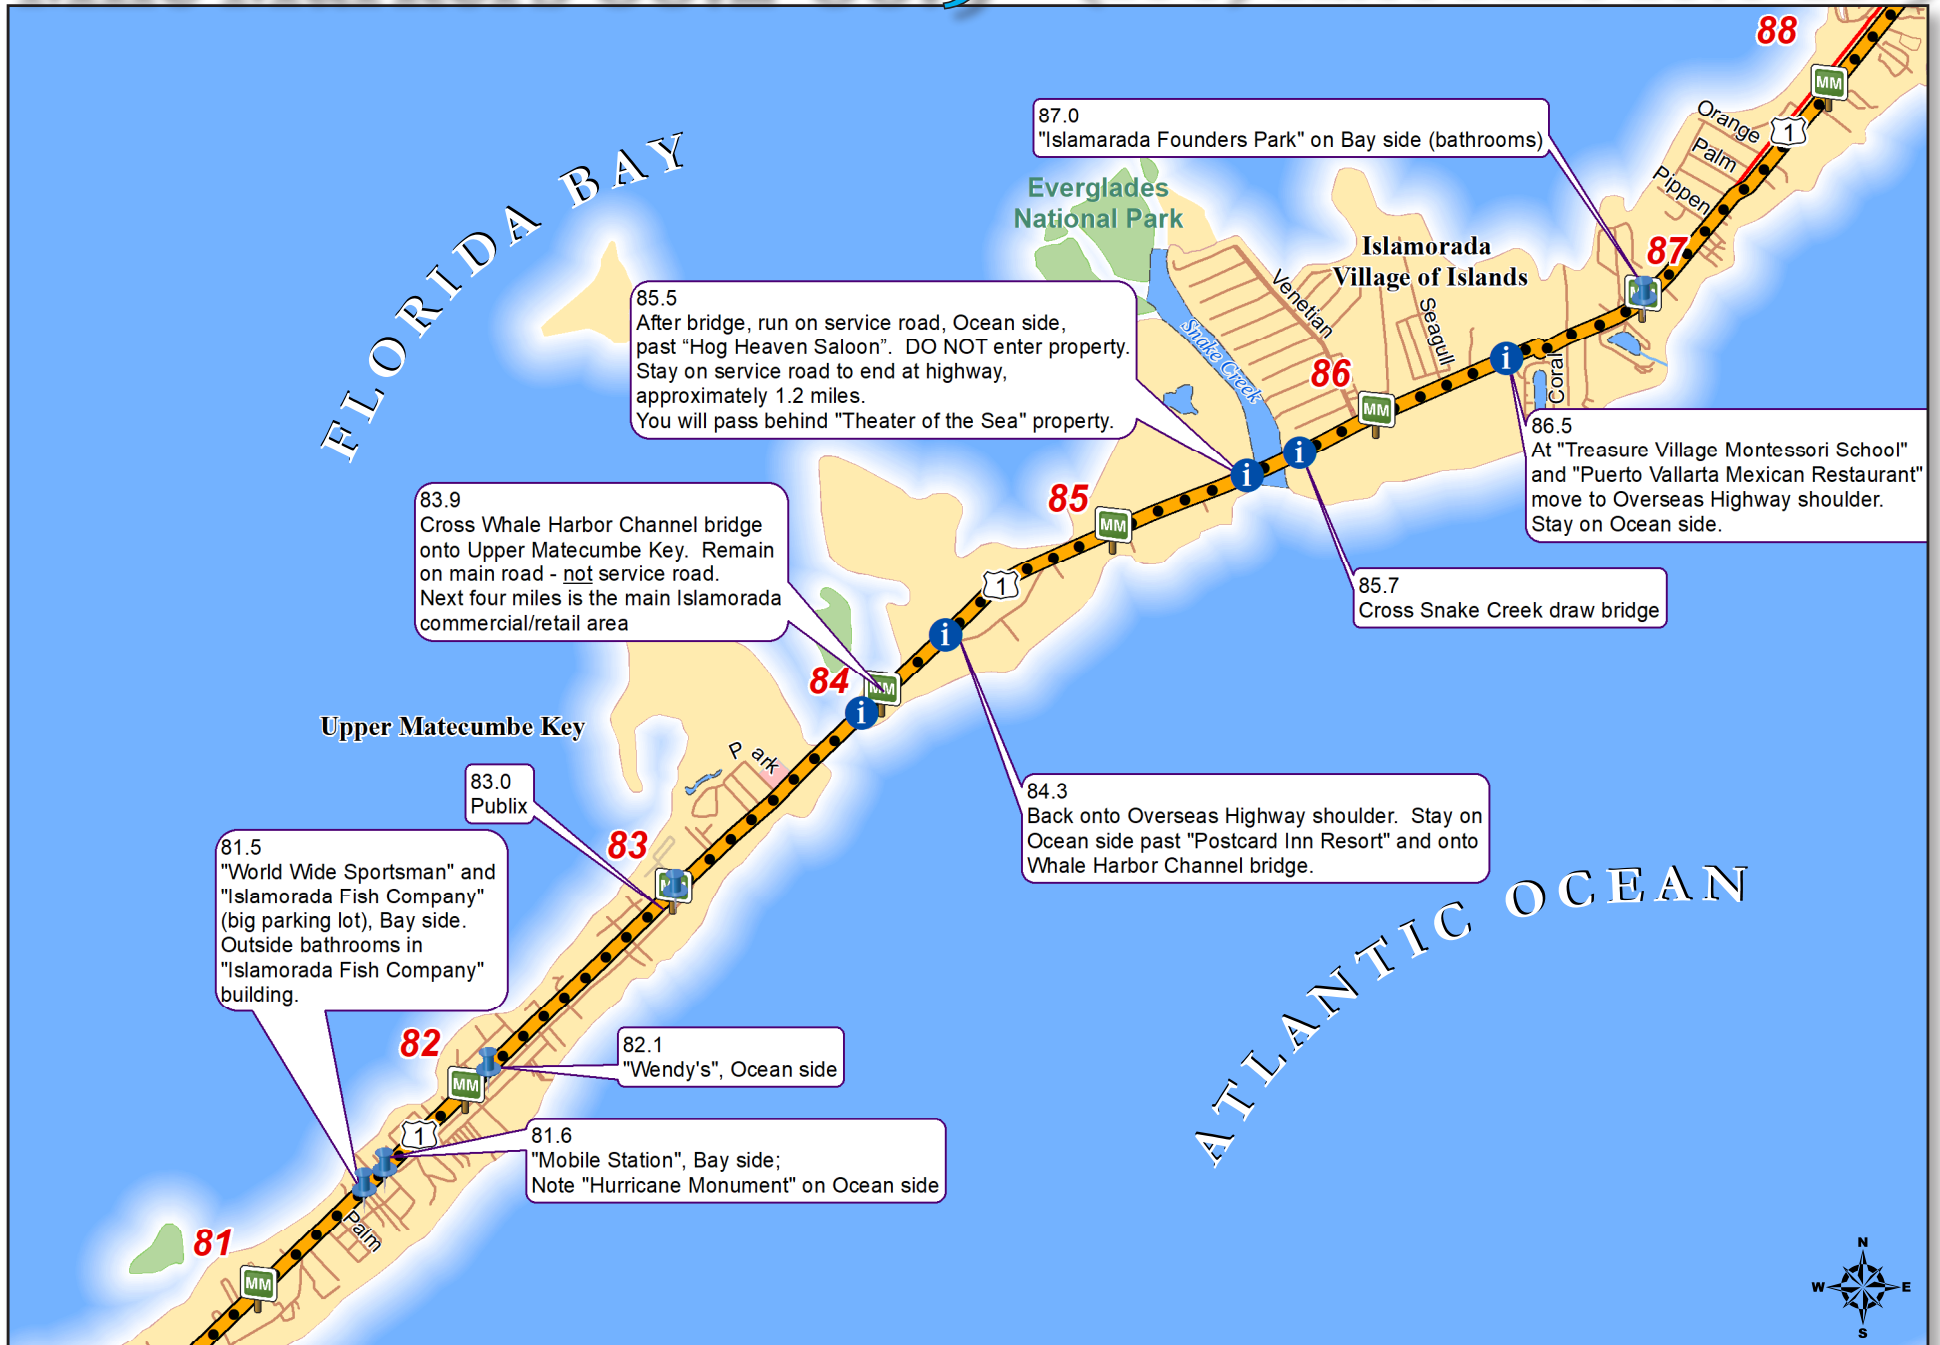 88
87.0
"Islamarada Founders Park" on Bay side (bathrooms)
MM
Orange
1
Palm
Pippen
FLORIDA BAY
Everglades
National Park
87
Islamorada
Village of Islands
Venetian
Seagull
Snake Creek
85.5
After bridge, run on service road, Ocean side,
past “Hog Heaven Saloon”.  DO NOT enter property.
Stay on service road to end at highway,
approximately 1.2 miles.
You will pass behind "Theater of the Sea" property.
86
MM
i
Coral
86.5
At "Treasure Village Montessori School"
and "Puerto Vallarta Mexican Restaurant"
move to Overseas Highway shoulder.
Stay on Ocean side.
i
i
85
MM
83.9
Cross Whale Harbor Channel bridge
onto Upper Matecumbe Key.  Remain
on main road - not service road.
Next four miles is the main Islamorada
commercial/retail area
1
85.7
Cross Snake Creek draw bridge
i
84
MM
i
Upper Matecumbe Key
Park
83.0
Publix
84.3
Back onto Overseas Highway shoulder.  Stay on
Ocean side past "Postcard Inn Resort" and onto
Whale Harbor Channel bridge.
83
81.5
"World Wide Sportsman" and
"Islamorada Fish Company"
(big parking lot), Bay side.
Outside bathrooms in
"Islamorada Fish Company"
building.
ATLANTIC OCEAN
82
82.1
"Wendy's", Ocean side
MM
1
81.6
"Mobile Station", Bay side;
Note "Hurricane Monument" on Ocean side
Palm
81
MM
N
W E
S